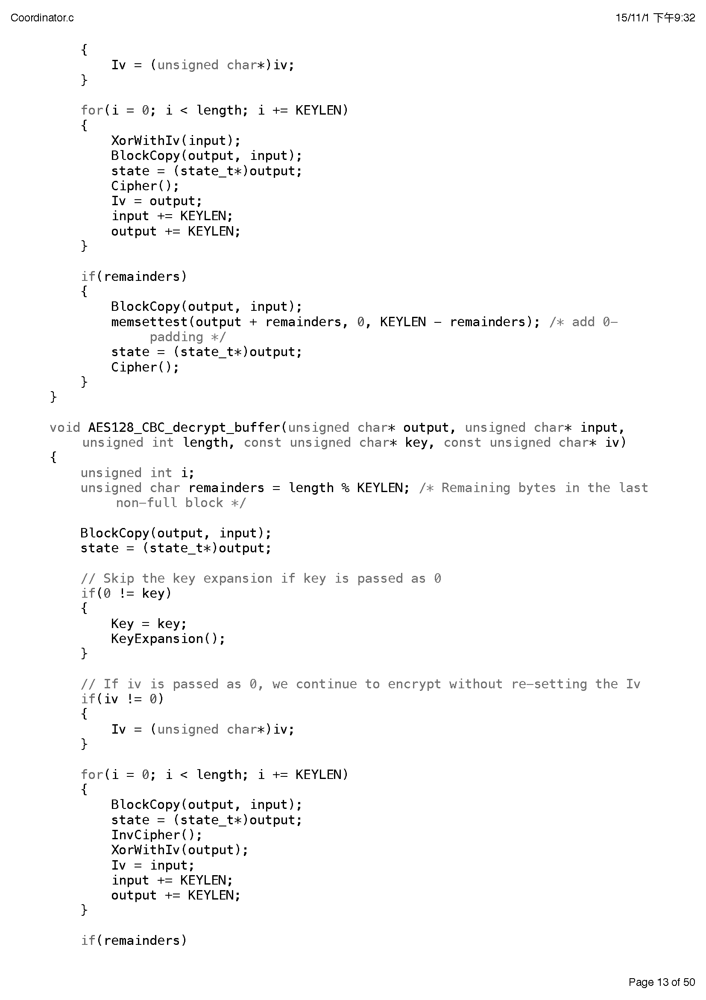 Coordinator.c
15/11/1 下午9:32
    {
        Iv = (unsigned char*)iv;
    }

    for(i = 0; i < length; i += KEYLEN)
    {
        XorWithIv(input);
        BlockCopy(output, input);
        state = (state_t*)output;
        Cipher();
        Iv = output;
        input += KEYLEN;
        output += KEYLEN;
    }

    if(remainders)
    {
        BlockCopy(output, input);
        memsettest(output + remainders, 0, KEYLEN - remainders); /* add 0-
             padding */
        state = (state_t*)output;
        Cipher();
    }
}

void AES128_CBC_decrypt_buffer(unsigned char* output, unsigned char* input,
    unsigned int length, const unsigned char* key, const unsigned char* iv)
{
    unsigned int i;
    unsigned char remainders = length % KEYLEN; /* Remaining bytes in the last
         non-full block */

    BlockCopy(output, input);
    state = (state_t*)output;

    // Skip the key expansion if key is passed as 0
    if(0 != key)
    {
        Key = key;
        KeyExpansion();
    }

    // If iv is passed as 0, we continue to encrypt without re-setting the Iv
    if(iv != 0)
    {
        Iv = (unsigned char*)iv;
    }

    for(i = 0; i < length; i += KEYLEN)
    {
        BlockCopy(output, input);
        state = (state_t*)output;
        InvCipher();
        XorWithIv(output);
        Iv = input;
        input += KEYLEN;
        output += KEYLEN;
    }

    if(remainders)
Page 13 of 50